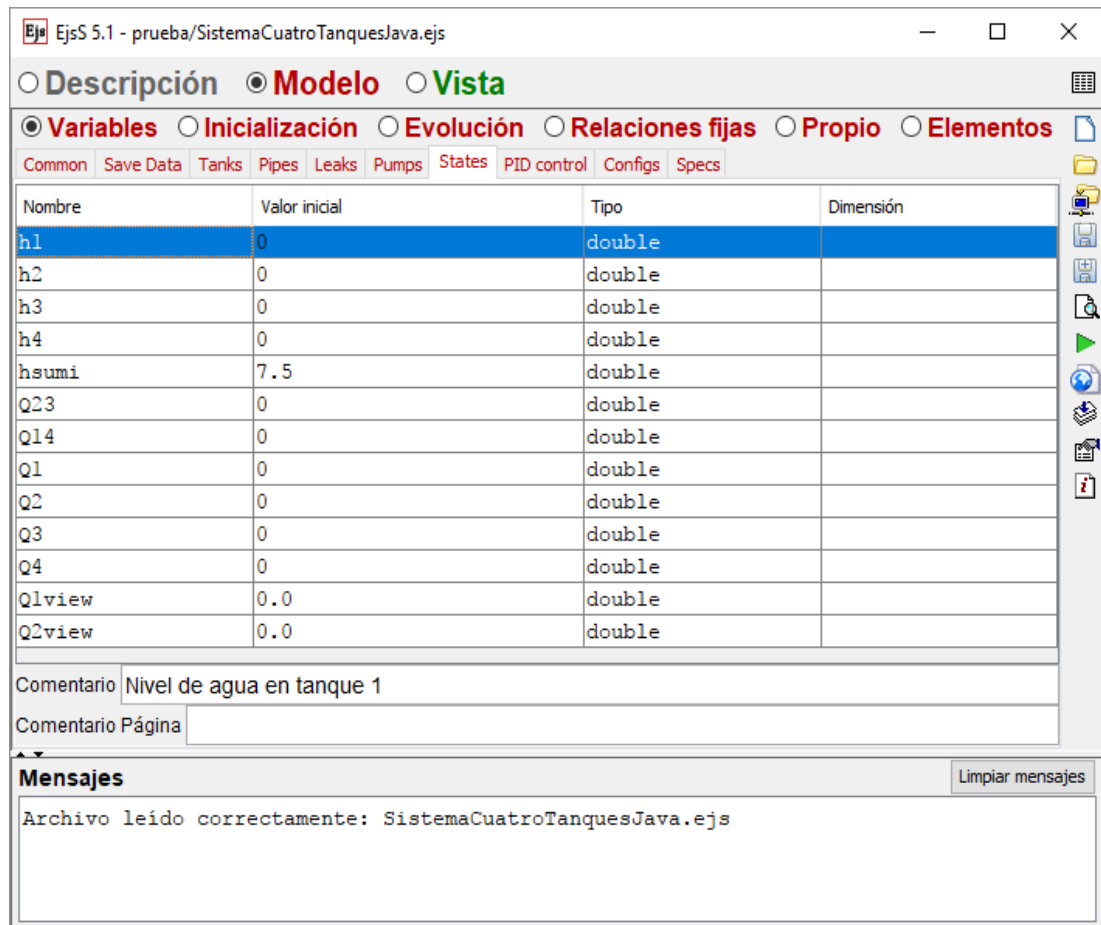 Ejs EjsS 5.1 - prueba/SistemaCuatroTanquesJava.ejs
Descripción Modelo Vista
Variables Inicialización Evolución Relaciones fijas Propio Elementos
Common Save Data Tanks Pipes Leaks Pumps States PID control Configs Specs
Nombre Valor inicial Tipo Dimensión
h1 0 double
h2 0 double
h3 0 double
h4 0 double
hsumi 7.5 double
Q23 0 double
Q14 0 double
Q1 0 double
Q2 0 double
Q3 0 double
Q4 0 double
Q1view 0.0 double
Q2view 0.0 double
Comentario Nivel de agua en tanque 1
Comentario Página
Mensajes Limpiar mensajes
Archivo leído correctamente: SistemaCuatroTanquesJava.ejs